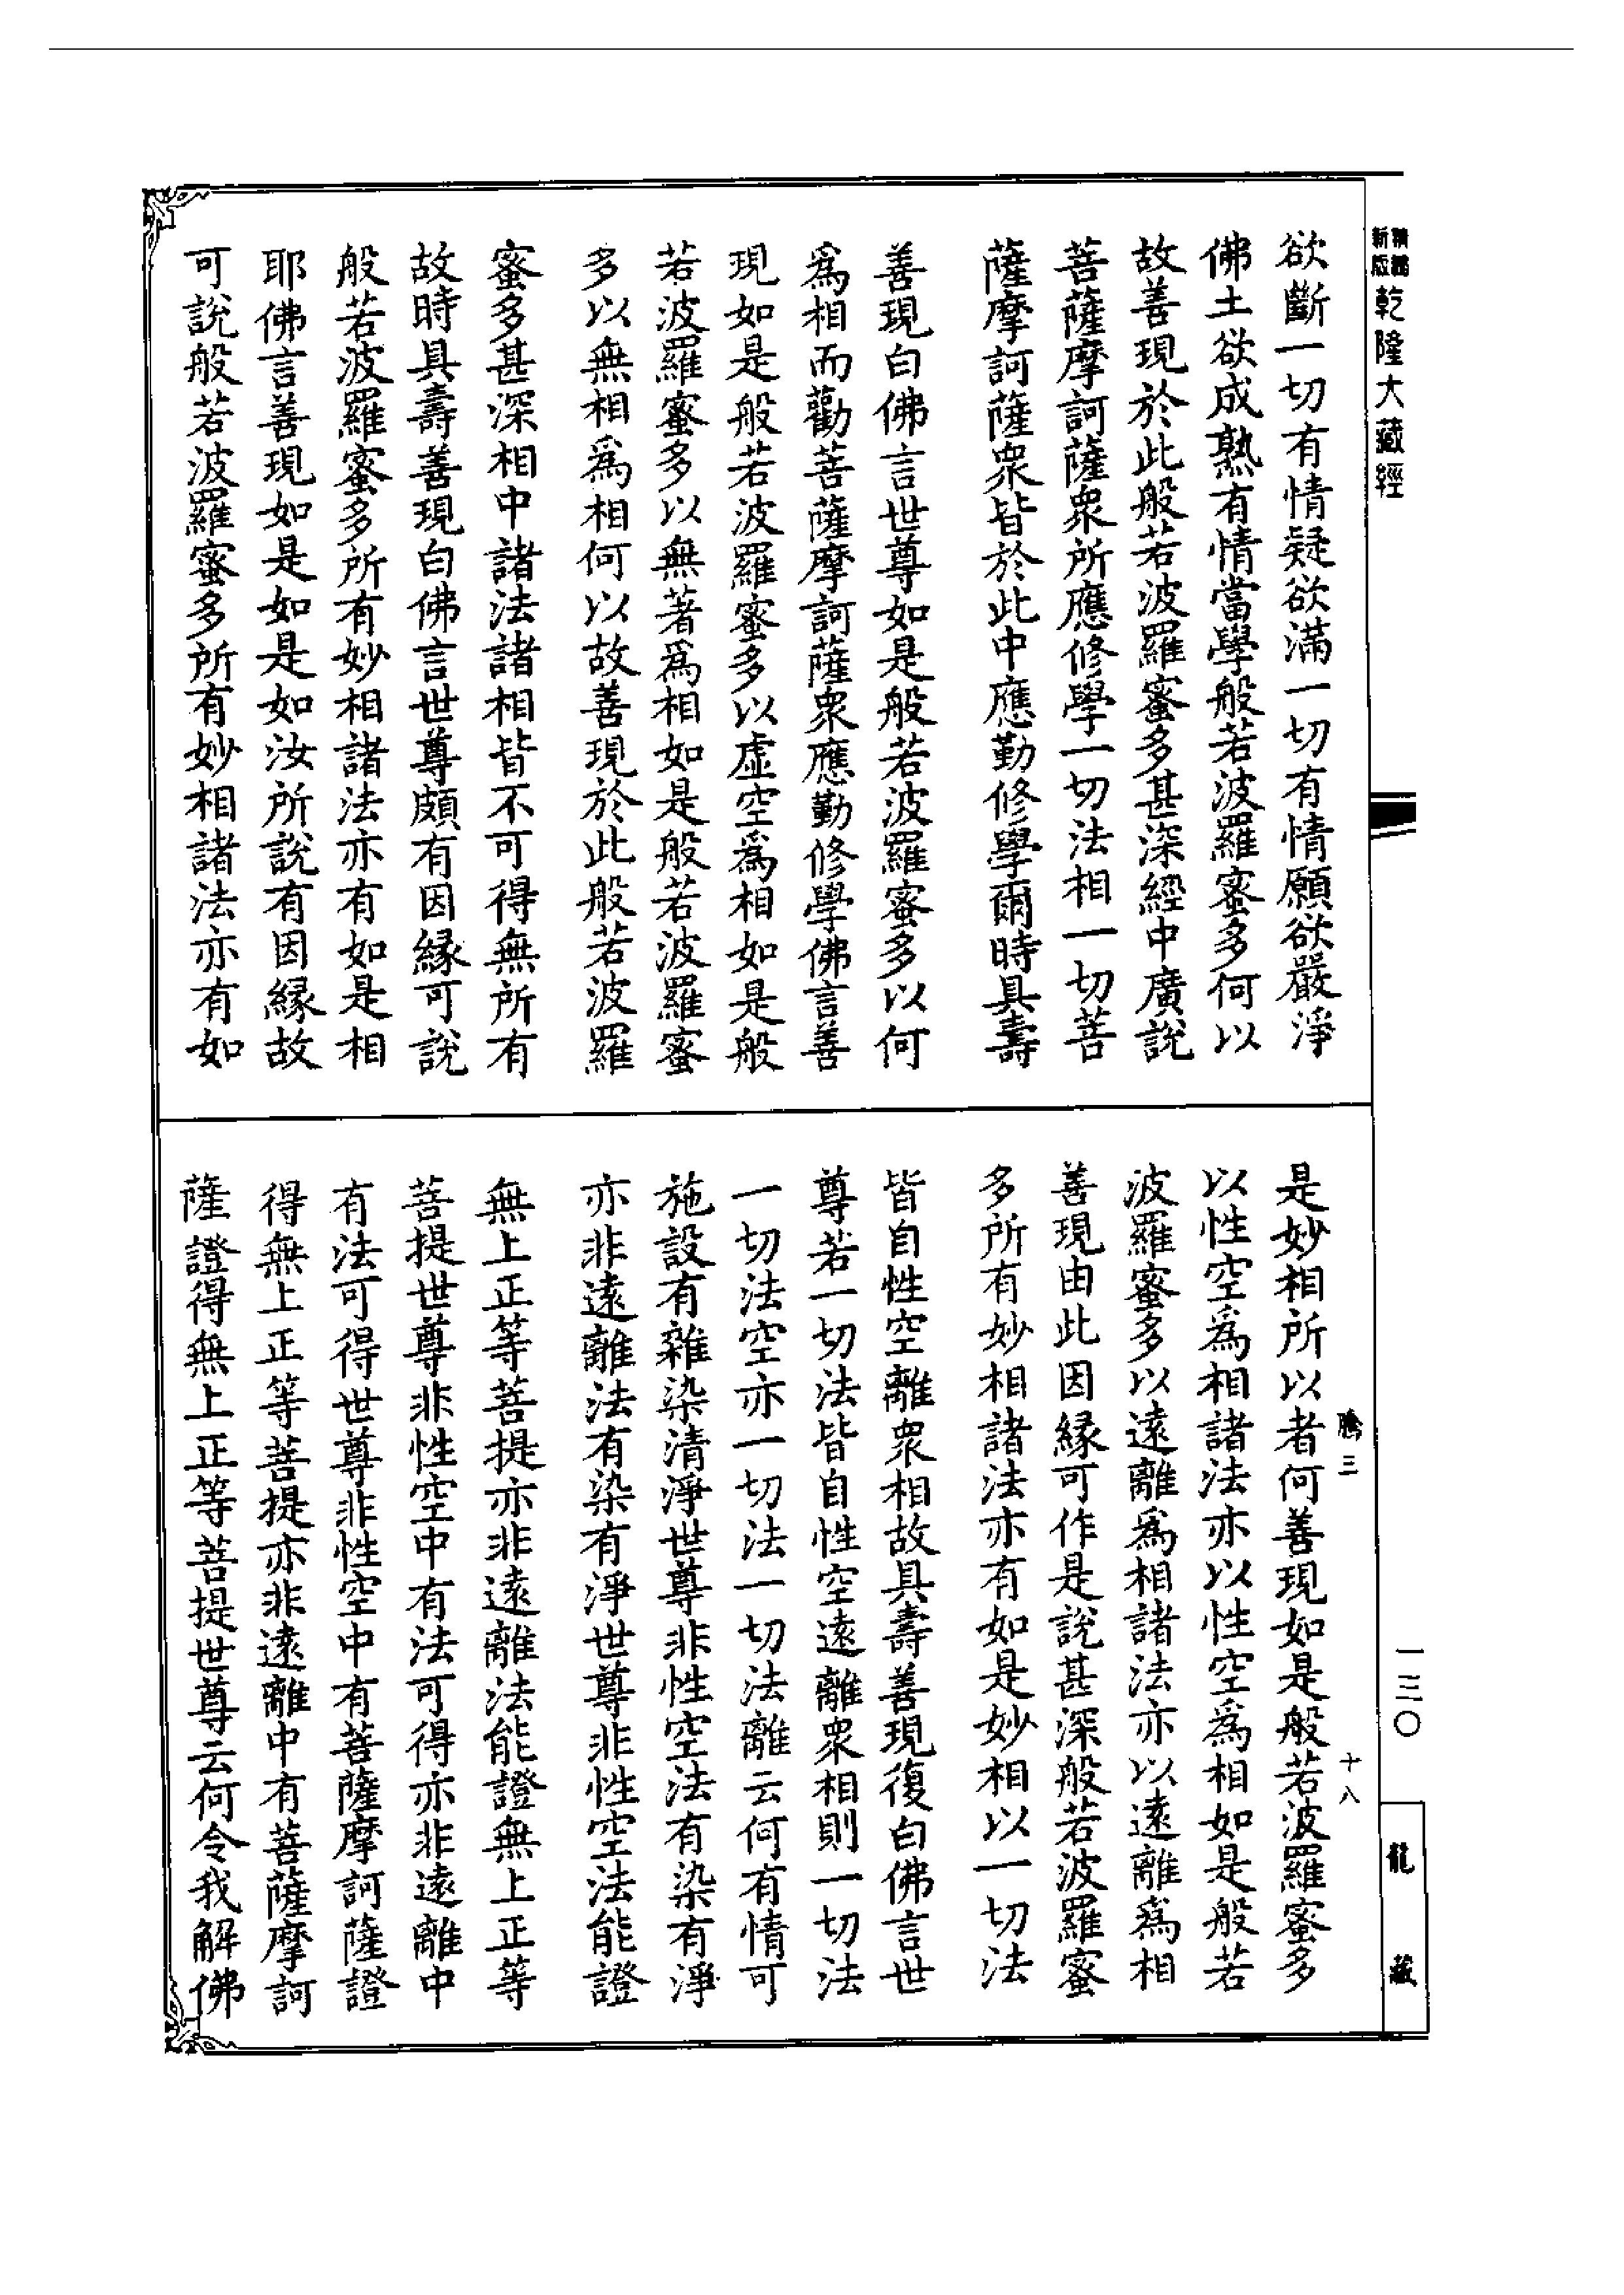 精選新版乾隆大藏經
欲斷一切有情疑欲滿一切有情願欲嚴淨
佛土欲成熟有情當學般若波羅蜜多何以
故善現於此般若波羅蜜多甚深經中廣說
菩薩摩訶薩衆所應修學一切法相一切菩
薩摩訶薩衆皆於此中應勤修學爾時具壽
善現白佛言世尊如是般若波羅蜜多以何
爲相而勸菩薩摩訶薩衆應勤修學佛言善
現如是般若波羅蜜多以虛空爲相如是般
若波羅蜜多以無著爲相如是般若波羅蜜
多以無相爲相何以故善現於此般若波羅
蜜多甚深相中諸法諸相皆不可得無所有
故時具壽善現白佛言世尊頗有因緣可說
般若波羅蜜多所有妙相諸法亦有如是相
耶佛言善現如是如是如汝所說有因緣故
可說般若波羅蜜多所有妙相諸法亦有如
騰三
十八
是妙相所以者何善現如是般若波羅蜜多
以性空爲相諸法亦以性空爲相如是般若
波羅蜜多以遠離爲相諸法亦以遠離爲相
善現由此因緣可作是說甚深般若波羅蜜
多所有妙相諸法亦有如是妙相以一切法
皆自性空離衆相故具壽善現復白佛言世
尊若一切法皆自性空遠離衆相則一切法
一切法空亦一切法一切法離云何有情可
施設有雜染清淨世尊非性空法有染有淨
亦非遠離法有染有淨世尊非性空法能證
無上正等菩提亦非遠離法能證無上正等
菩提世尊非性空中有法可得亦非遠離中
有法可得世尊非性空中有菩薩摩訶薩證
得無上正等菩提亦非遠離中有菩薩摩訶
薩證得無上正等菩提世尊云何令我解佛
一三〇
龍藏